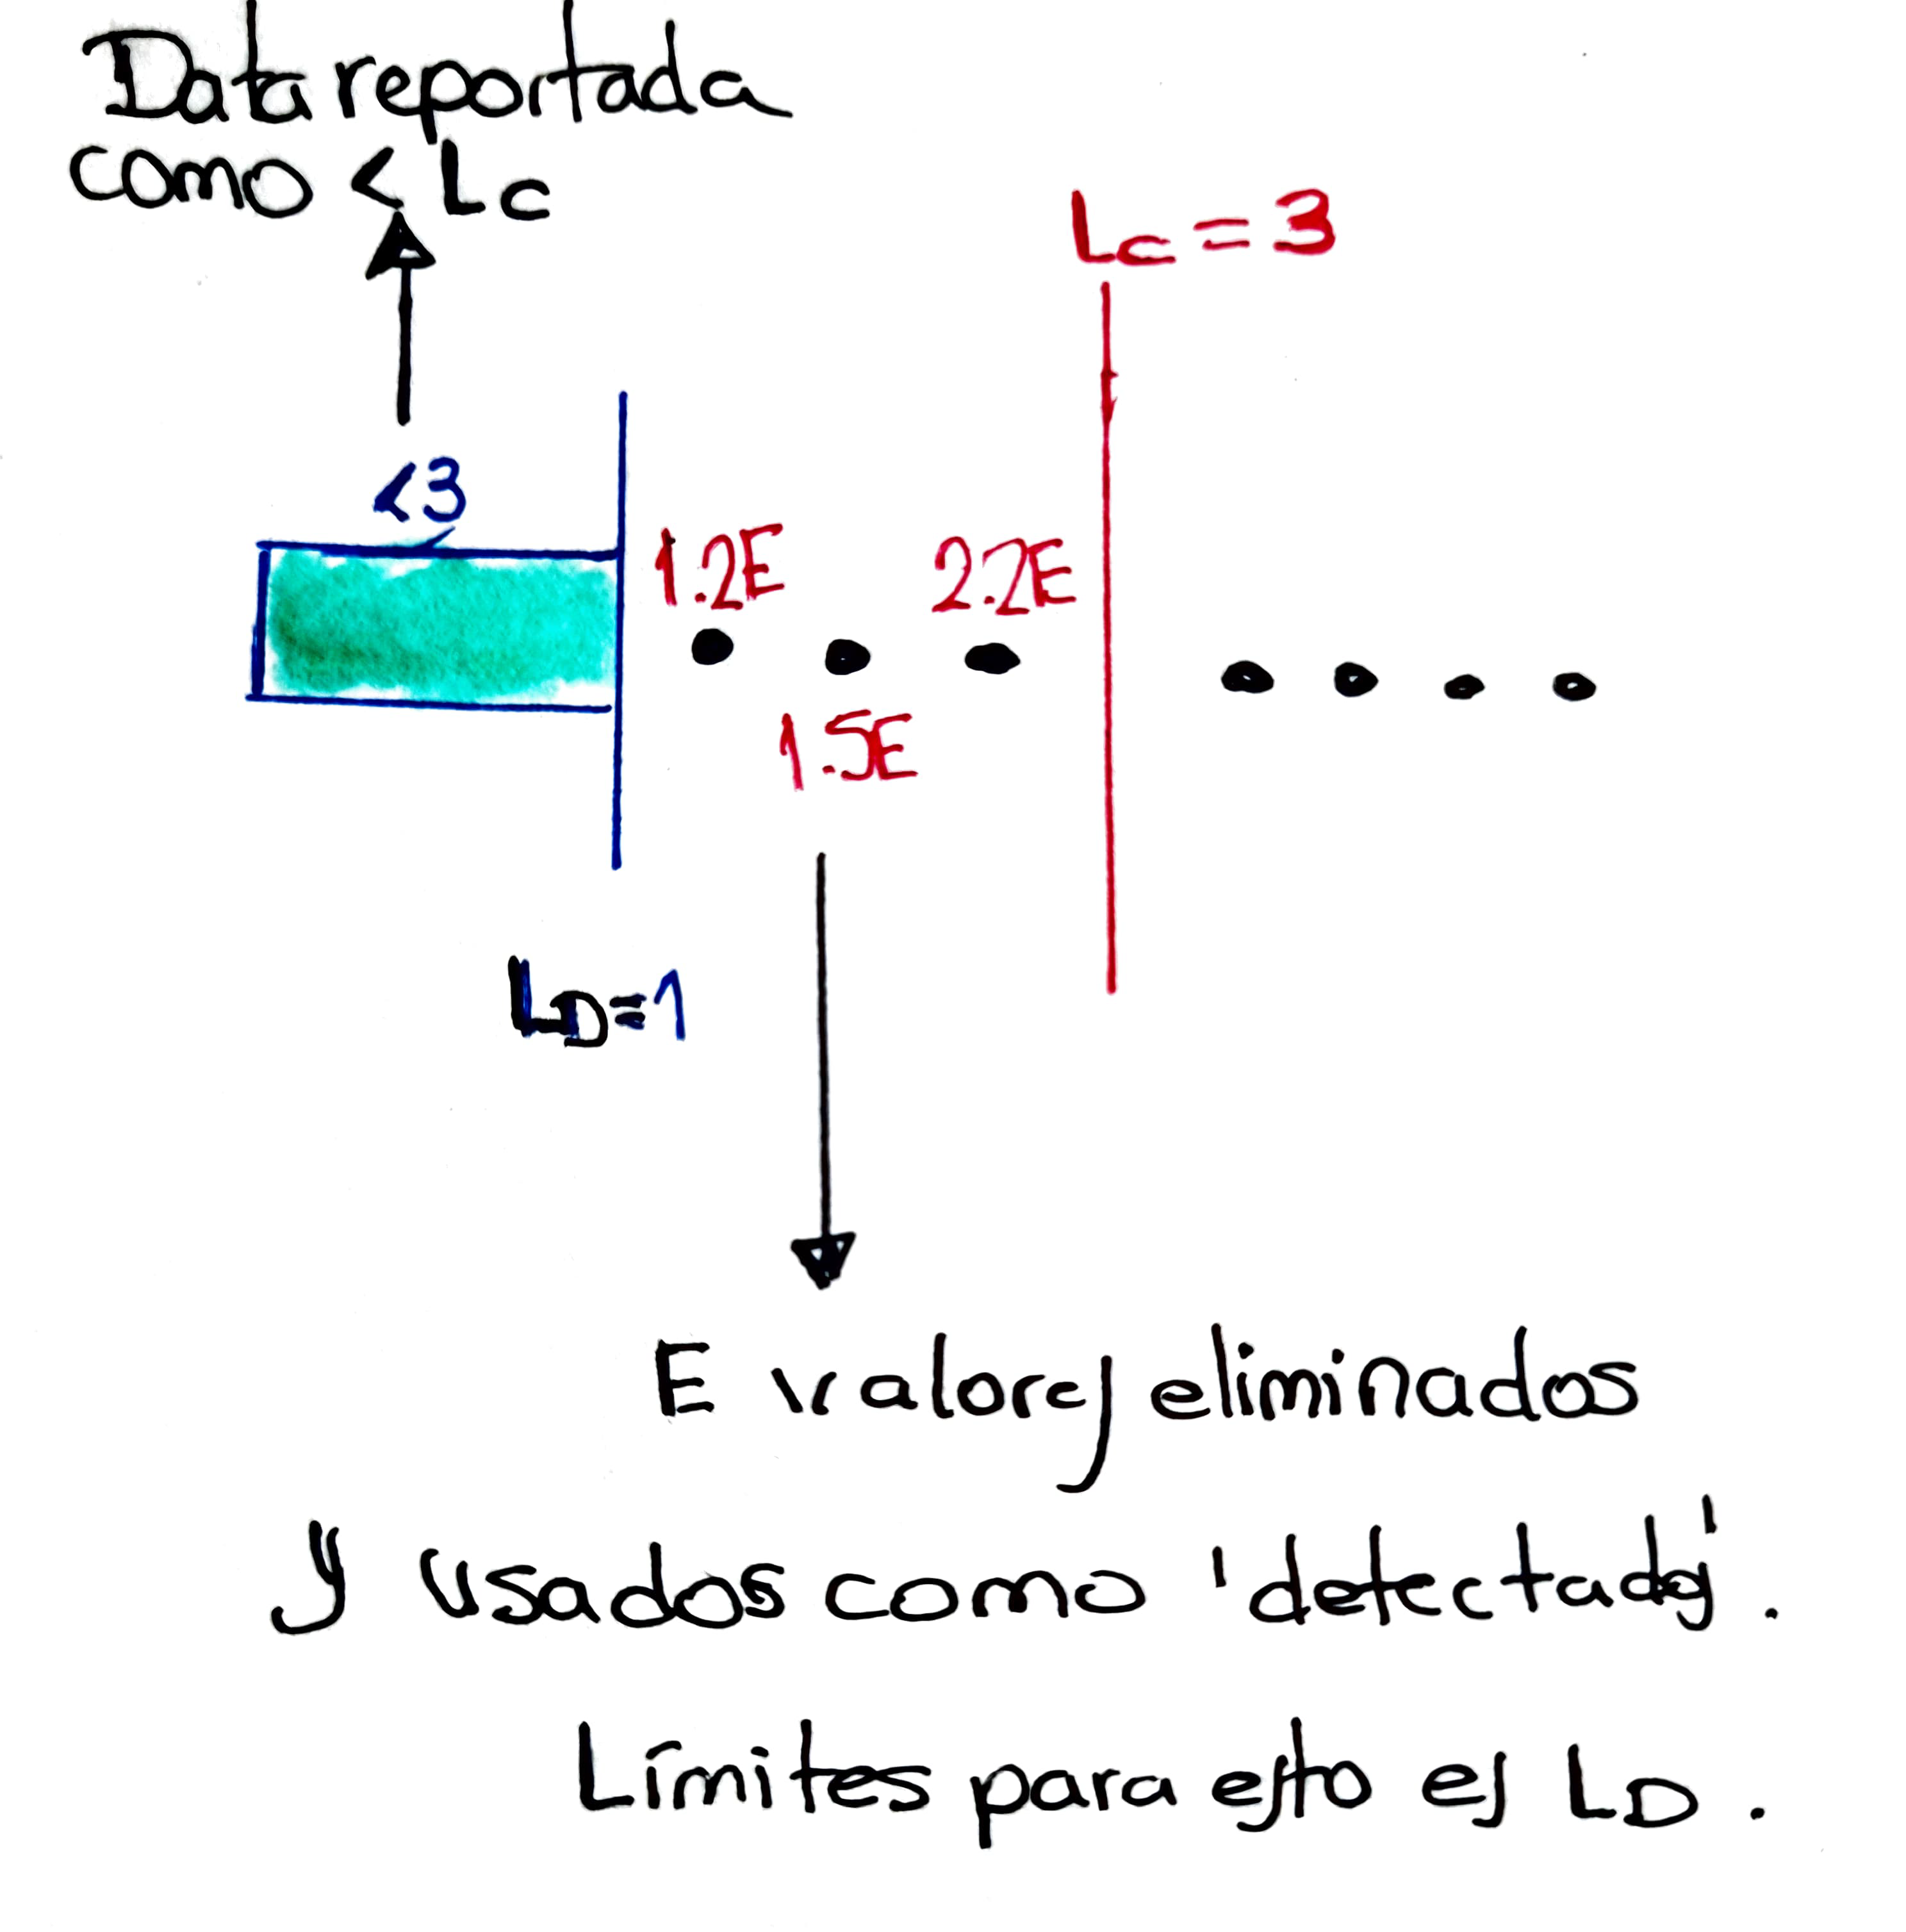 Data reportada
como < Lc
Lc = 3
<3
1.2E
2.2E
1.5E
LD=1
E valores eliminados
y usados como 'detectados'.
Límites para esto es LD.